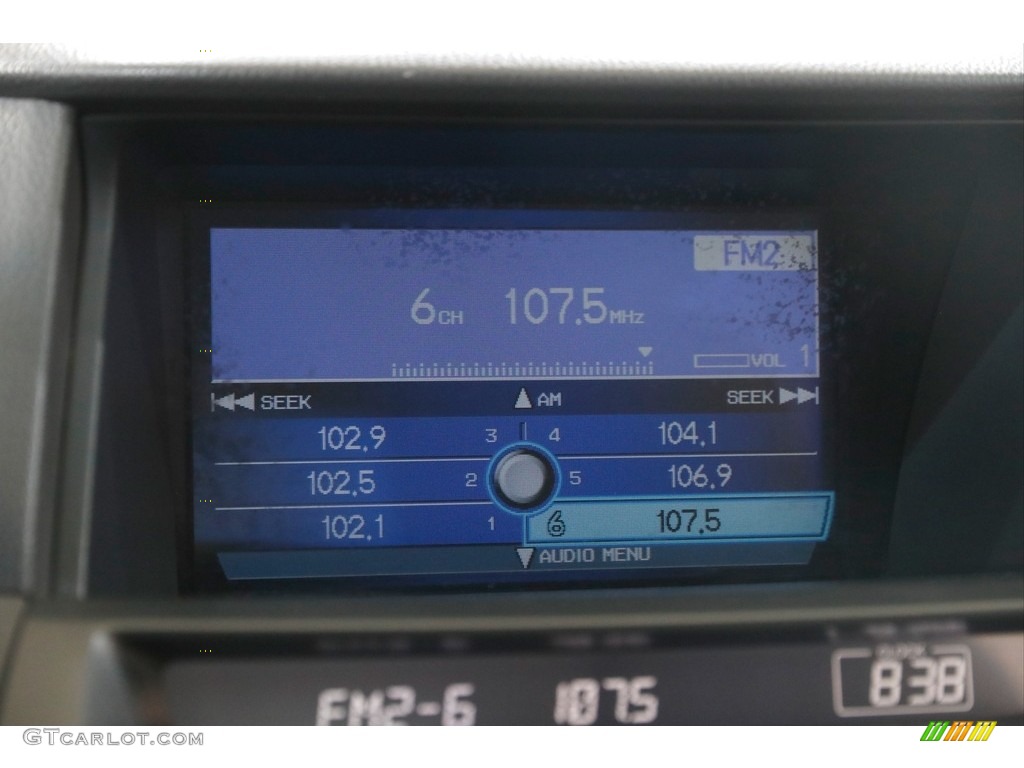 FM2
6CH 107.5MHz
VOL 1
SEEK AM SEEK
102.9 3 4 104.1
102.5 2 5 106.9
102.1 1 6 107.5
AUDIO MENU
CLOCK
FM2-6 1075 838
GTcarlot.com